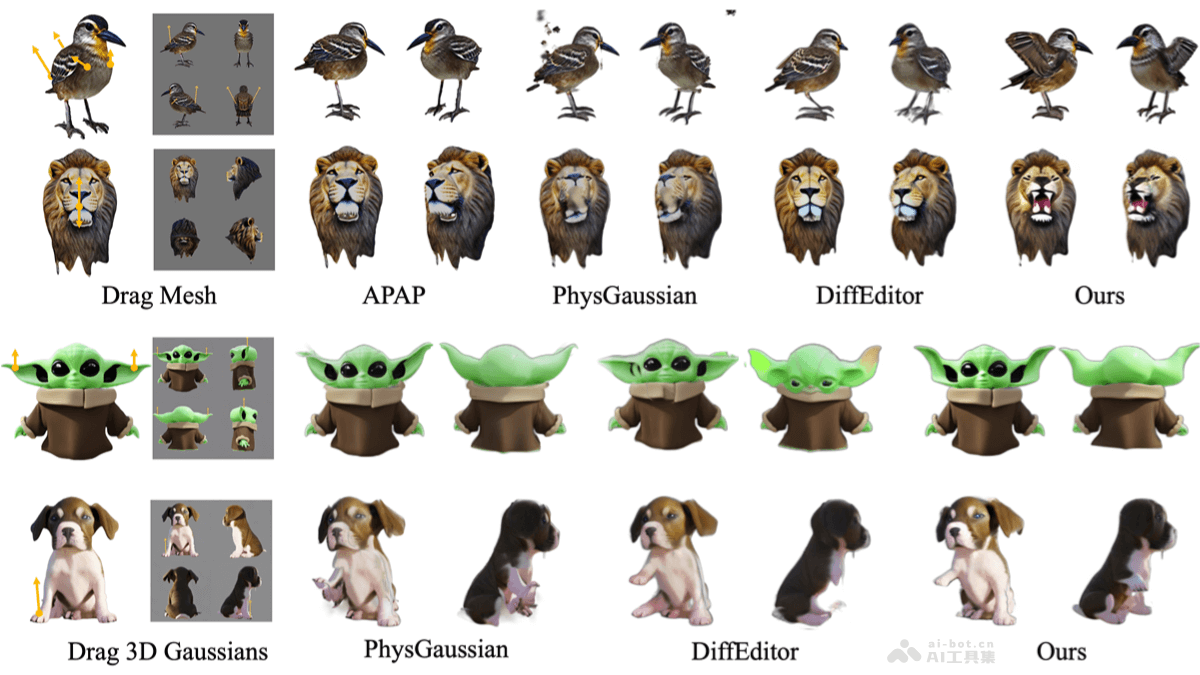 Drag Mesh
APAP
PhysGaussian
DiffEditor
Ours
Drag 3D Gaussians
PhysGaussian
DiffEditor
Ours
ai-bot.cn
AI工具集